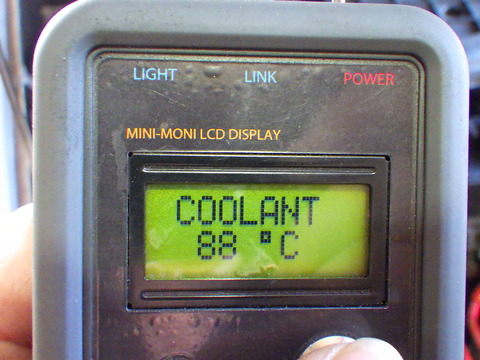 LIGHT LINK POWER
MINI-MONI LCD DISPLAY
COOLANT
88 °C